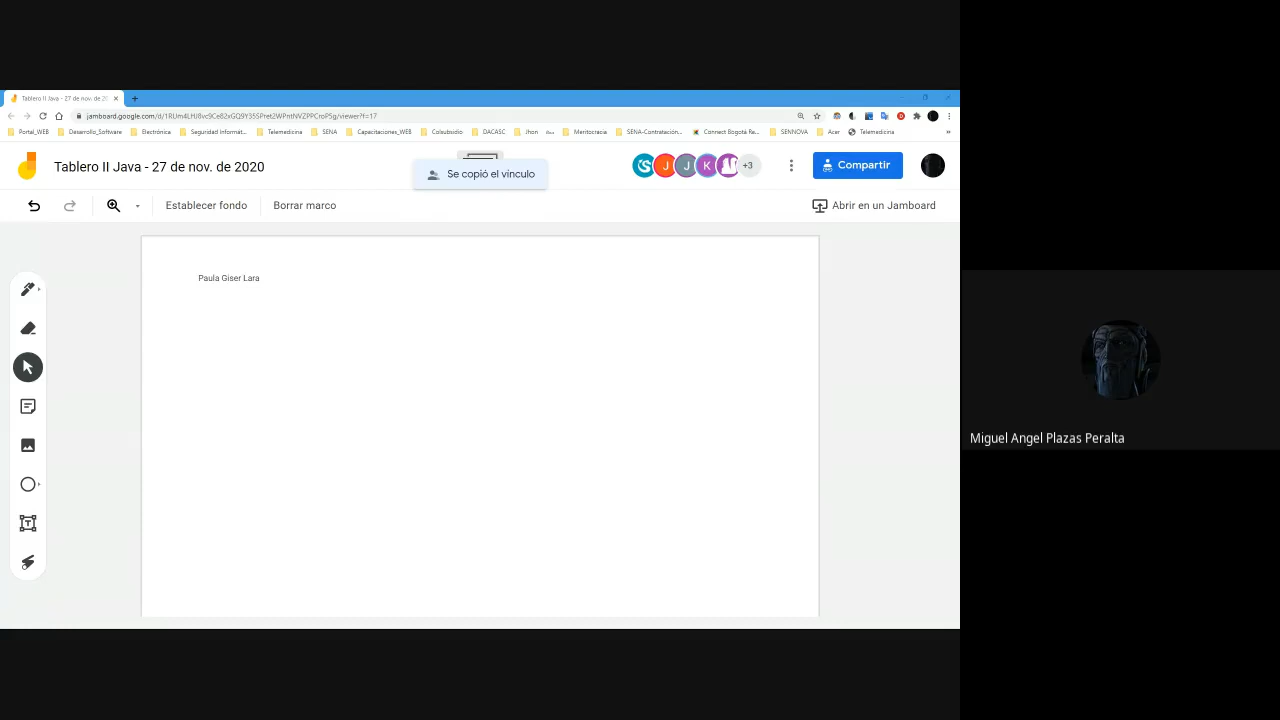 Tablero II Java - 27 de nov. de 20
jamboard.google.com/d/1RUm4LHJ8vc9Ce82xGQ9Y355Pret2WPntNVZPPCroPSg/viewer?f=17
Portal_WEB
Desarrollo_Software
Electrónica
Seguridad Informát...
Telemedicina
SENA
Capacitaciones_WEB
Colsubsidio
DACASC
Jhon
Meritocracia
SENA-Contratación...
Connect Bogotá Re...
SENNOVA
Acer
Telemedicina
»
Tablero II Java - 27 de nov. de 2020
Se copió el vínculo
J
J
K
+3
Compartir
Establecer fondo
Borrar marco
Abrir en un Jamboard
Paula Giser Lara
Miguel Angel Plazas Peralta